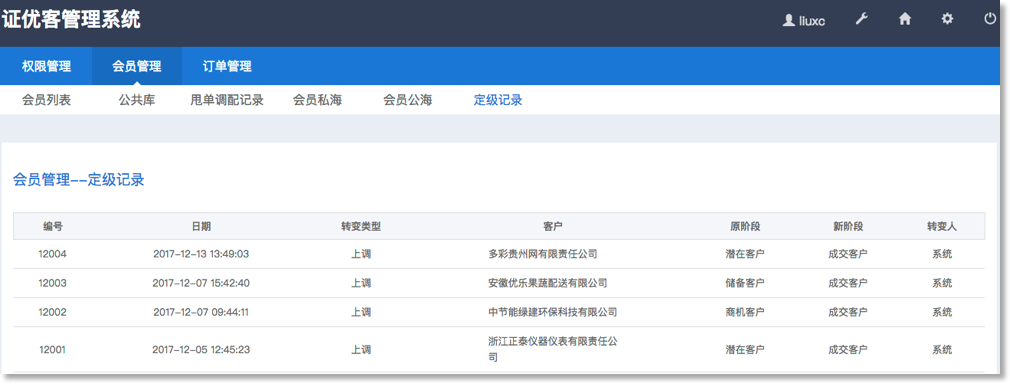 证优客管理系统
liuxc
权限管理 会员管理 订单管理
会员列表 公共库 甩单调配记录 会员私海 会员公海 定级记录
会员管理--定级记录
编号 日期 转变类型 客户 原阶段 新阶段 转变人
12004 2017-12-13 13:49:03 上调 多彩贵州网有限责任公司 潜在客户 成交客户 系统
12003 2017-12-07 15:42:40 上调 安徽优乐果蔬配送有限公司 储备客户 成交客户 系统
12002 2017-12-07 09:44:11 上调 中节能绿建环保科技有限公司 商机客户 成交客户 系统
12001 2017-12-05 12:45:23 上调 浙江正泰仪器仪表有限责任公 潜在客户 成交客户 系统
司